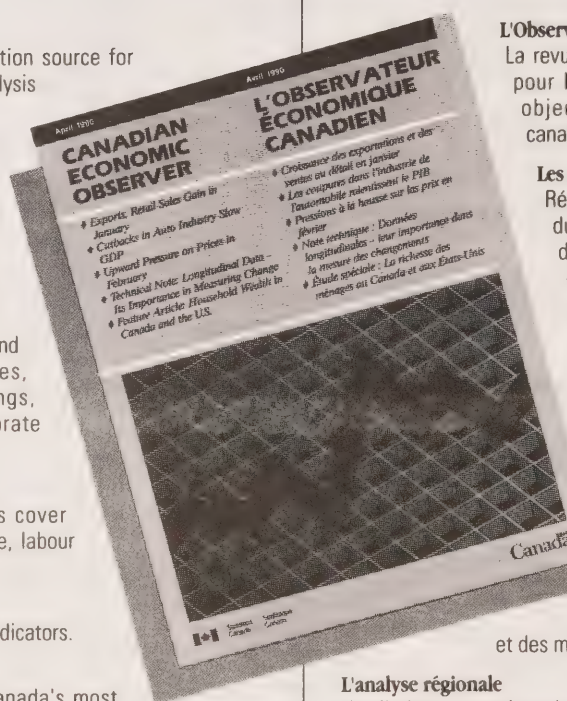 tion source for
lysis
nd
es,
ngs,
orate
s cover
e, labour
dicators.
anada's most
April 1990
CANADIAN
ECONOMIC
OBSERVER
♦ Exports, Retail Sales Gain in
January
♦ Cutbacks in Auto Industry Slow
GDP
♦ Upward Pressure on Prices in
February
♦ Technical Note: Longitudinal Data –
Its Importance in Measuring Change
♦ Feature Article: Household Wealth in
Canada and the U.S.
Avril 1990
L'OBSERVATEUR
ÉCONOMIQUE
CANADIEN
♦ Croissance des exportations et des
ventes au détail en janvier
♦ Les coupures dans l'industrie de
l'automobile ralentissent le PIB
♦ Pressions à la hausse sur les prix en
février
♦ Note technique : Données
longitudinales – leur importance dans
la mesure des changements
♦ Étude spéciale : La richesse des
ménages au Canada et aux États-Unis
Statistics Statistique
Canada Canada
Canada
L'Observ
La revu
pour l
objec
cana
Les
Ré
du
d
et des m
L'analyse régionale